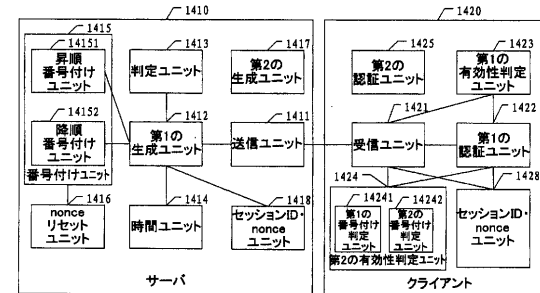 1410
1420
1415
14151
昇順
番号付け
ユニット
1413
判定ユニット
1417
第2の
生成ユニット
1425
第2の
認証ユニット
1423
第1の
有効性判定
ユニット
14152
降順
番号付け
ユニット
番号付けユニット
1412
第1の
生成ユニット
1411
送信ユニット
1421
受信ユニット
1422
第1の
認証ユニット
1416
nonce
リセット
ユニット
1414
時間ユニット
1418
セッションID・
nonce
ユニット
1424
14241
第1の
番号付け
判定
ユニット
14242
第2の
番号付け
判定
ユニット
第2の有効性判定ユニット
1428
セッションID・
nonce
ユニット
サーバ
クライアント